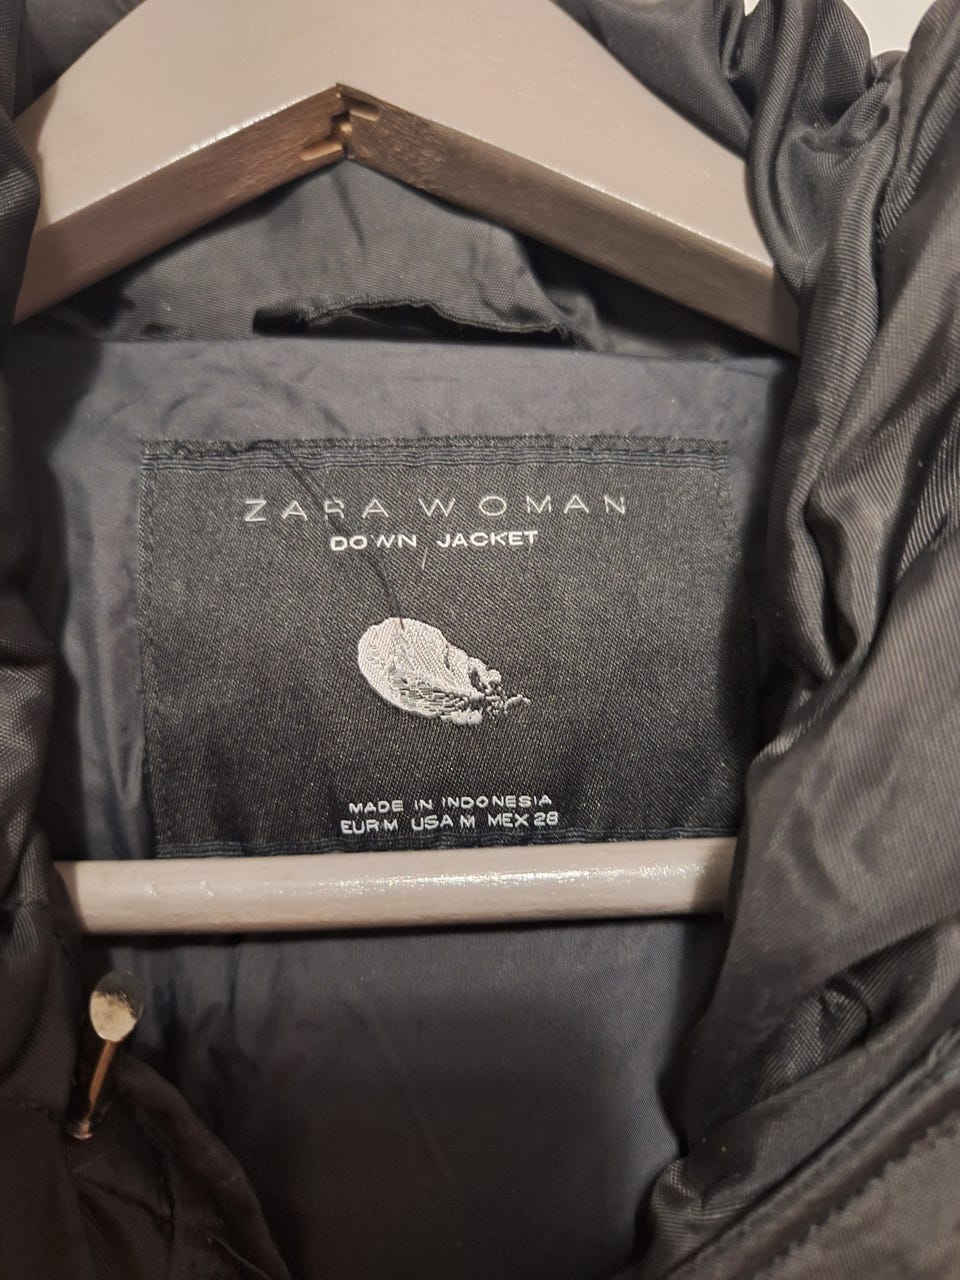 ZARA WOMAN
DOWN JACKET
MADE IN INDONESIA
EUR M USA M MEX 28